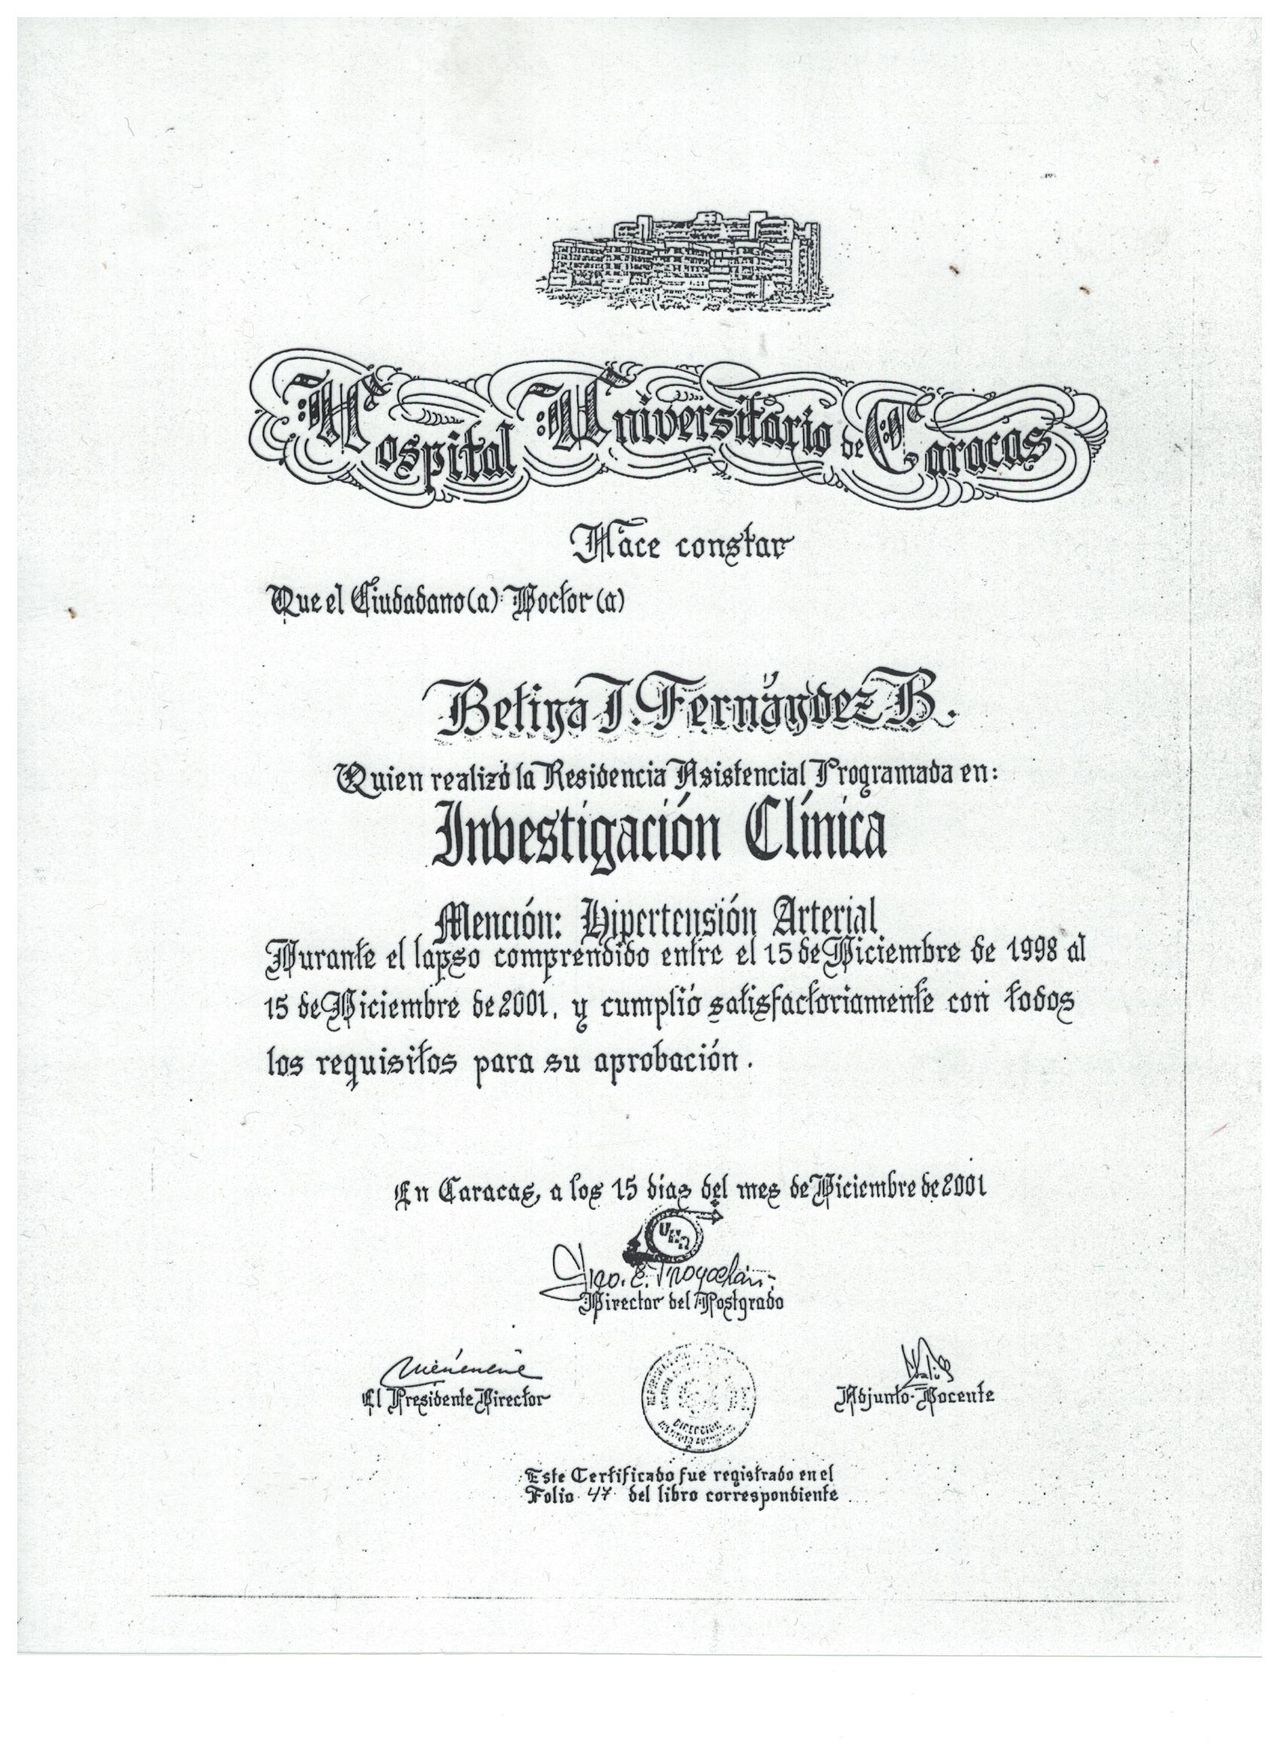 Hospital Universitario de Caracas
Hace constar
Que el Ciudadano(a): Doctor(a)
Betina J. Fernández B.
Quien realizó la Residencia Asistencial Programada en:
Investigación Clínica
Mención: Hipertensión Arterial
Durante el lapso comprendido entre el 15 de Diciembre de 1998 al
15 de Diciembre de 2001, y cumplió satisfactoriamente con todos
los requisitos para su aprobación.
En Caracas, a los 15 días del mes de Diciembre de 2001
Director del Postgrado
El Presidente Director
Adjunto-Docente
DIRECCION
Este Certificado fue registrado en el
Folio 47 del libro correspondiente